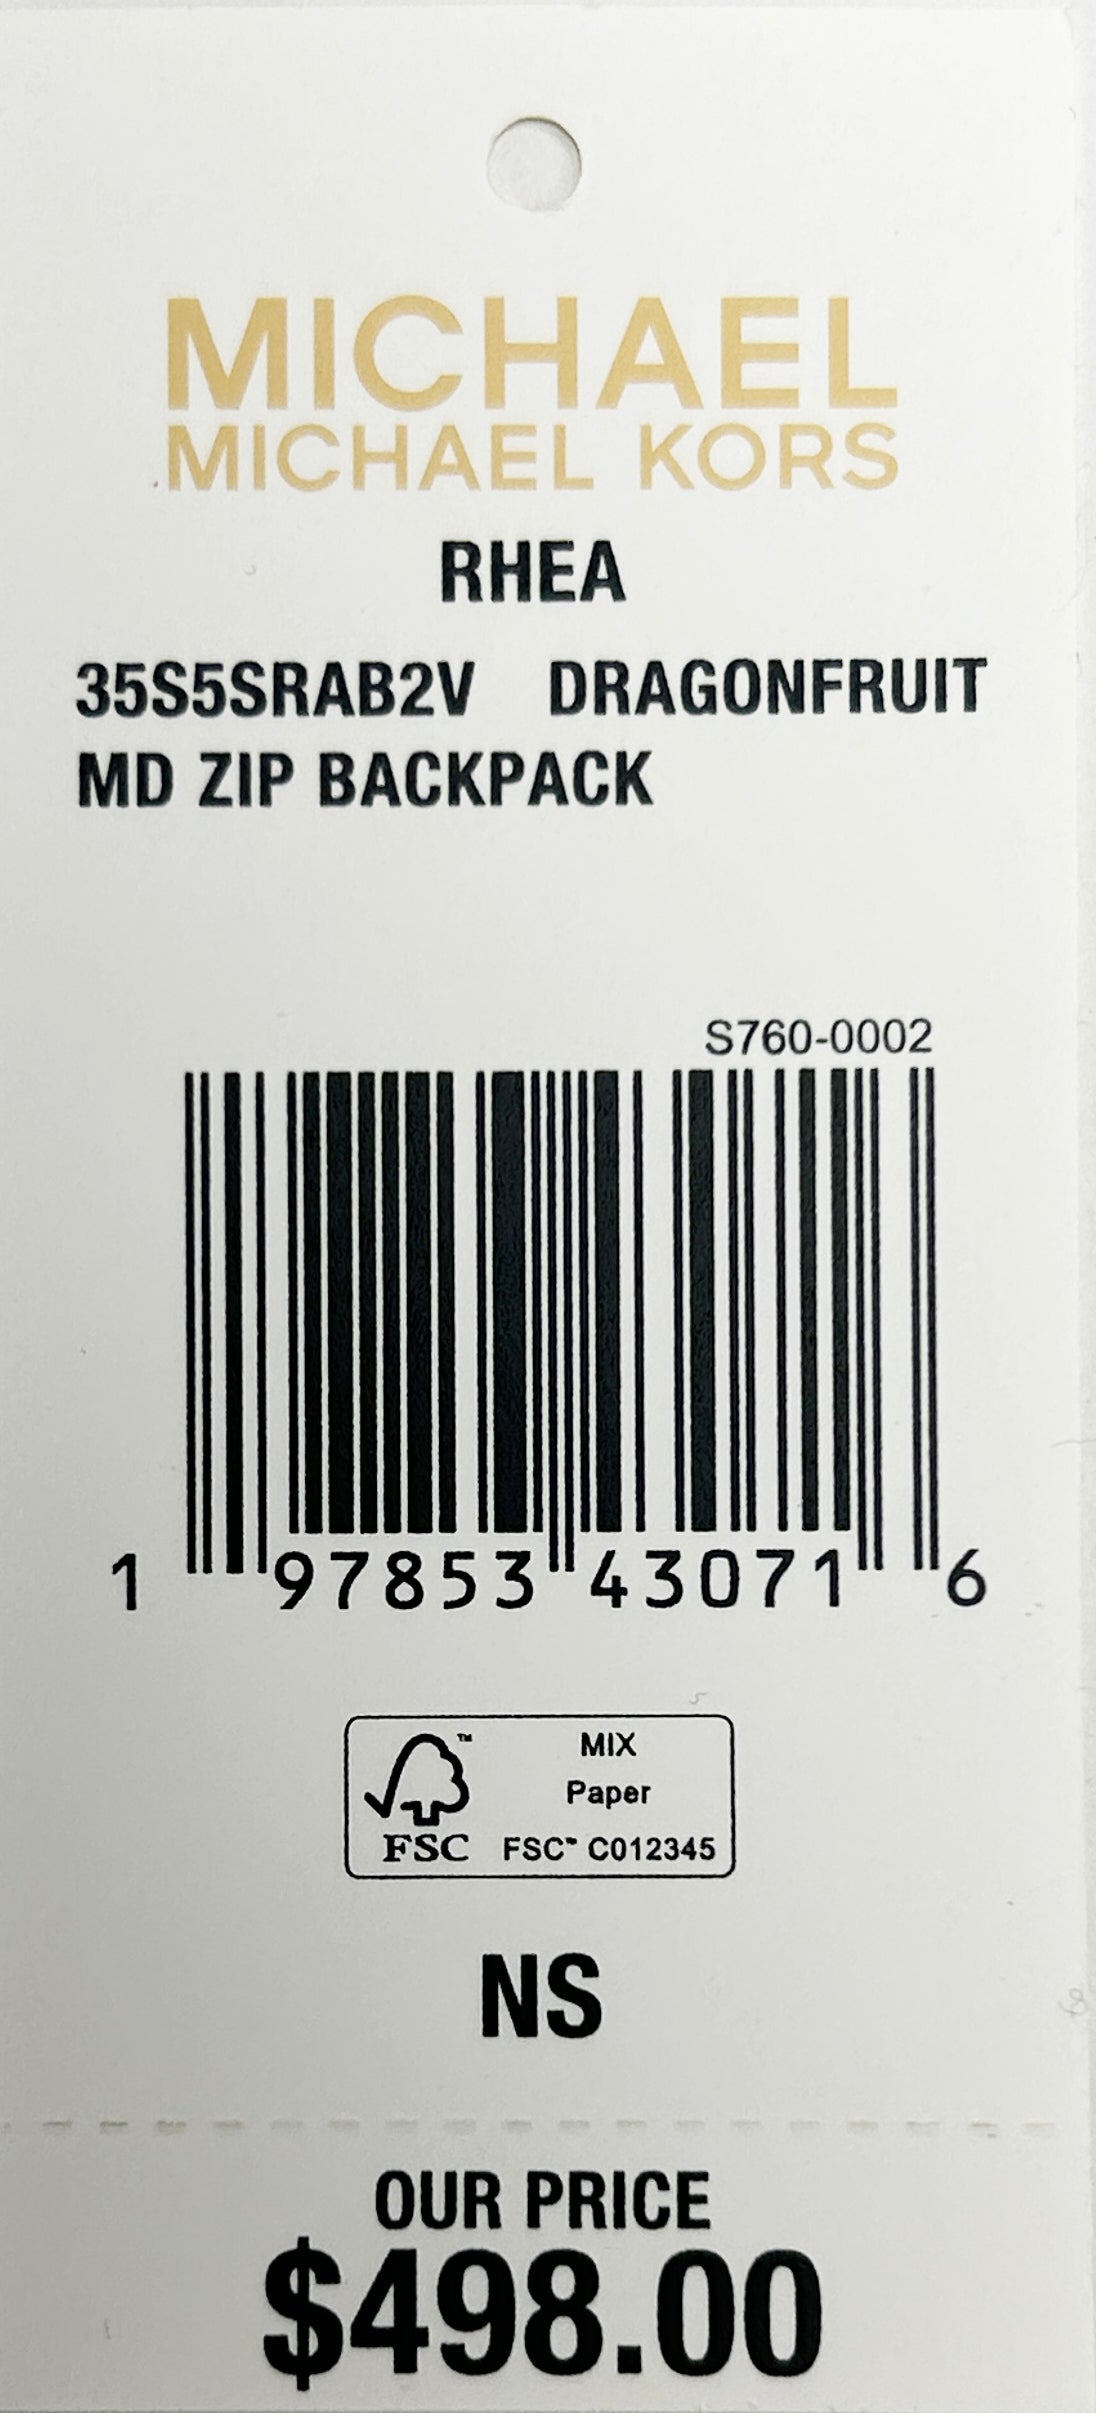 MICHAEL
MICHAEL KORS
RHEA
35S5SRAB2V DRAGONFRUIT
MD ZIP BACKPACK
S760-0002
1 97853 43071 6
™ MIX
Paper
FSC FSC™ C012345
NS
OUR PRICE
$498.00